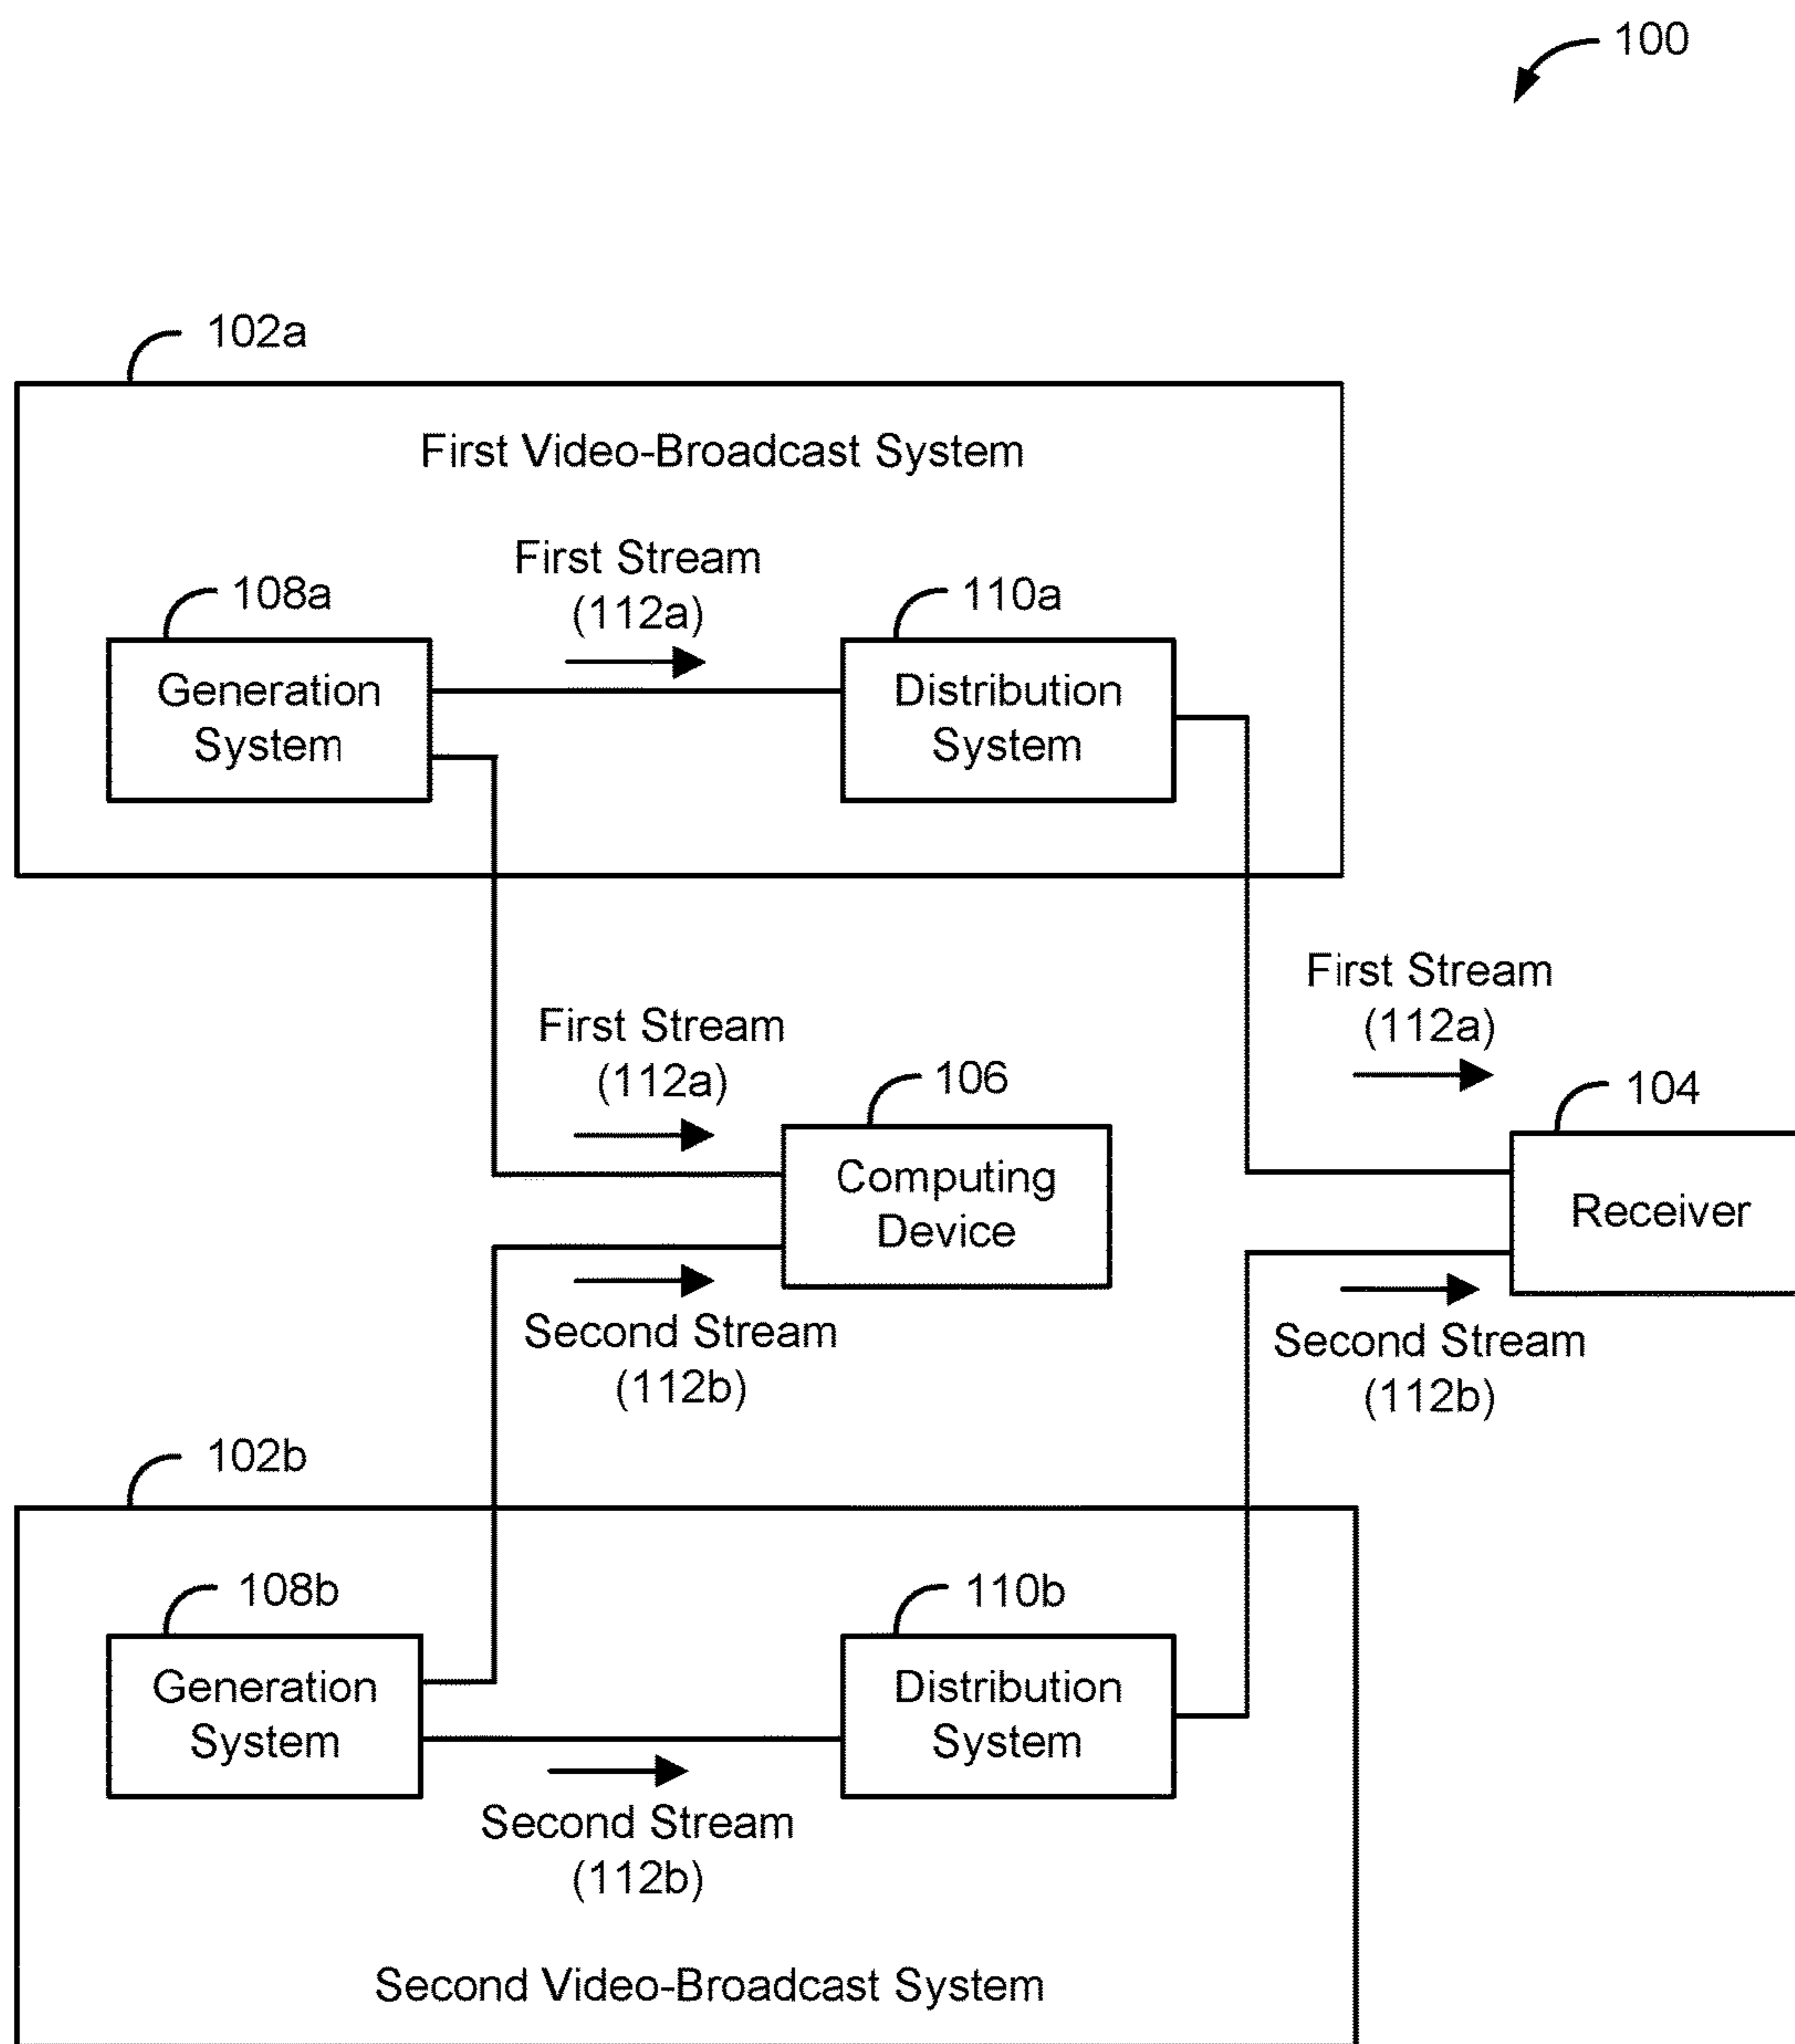 100
102a
First Video-Broadcast System
First Stream
(112a)
108a
110a
Generation
System
Distribution
System
First Stream
(112a)
First Stream
(112a)
106
104
Computing
Device
Receiver
Second Stream
(112b)
Second Stream
(112b)
102b
108b
110b
Generation
System
Distribution
System
Second Stream
(112b)
Second Video-Broadcast System